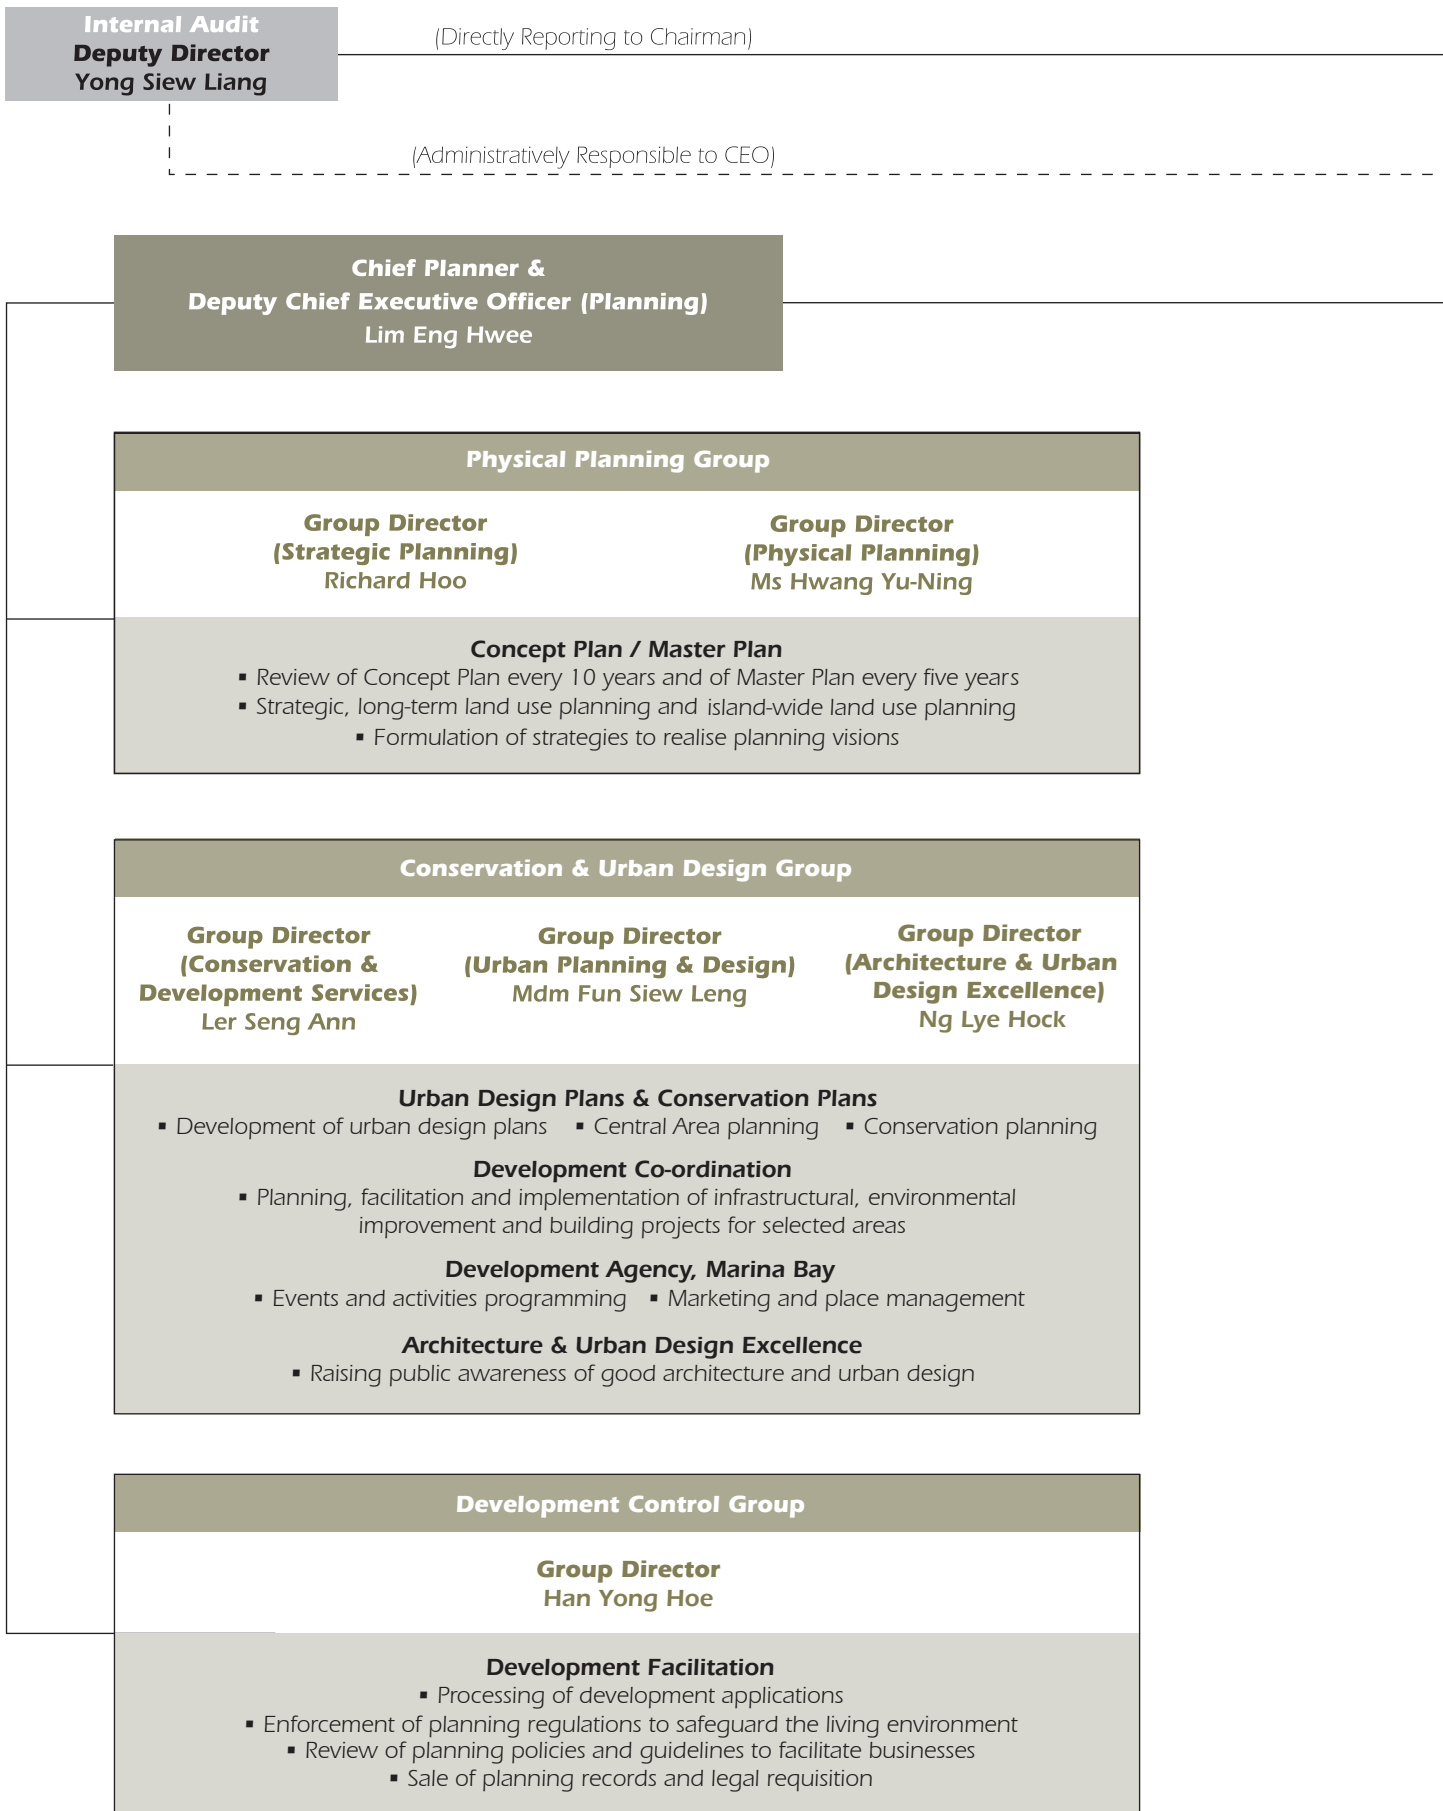 Internal Audit
Deputy Director
Yong Siew Liang
(Directly Reporting to Chairman)
(Administratively Responsible to CEO)
Chief Planner &
Deputy Chief Executive Officer (Planning)
Lim Eng Hwee
Physical Planning Group
Group Director
(Strategic Planning)
Richard Hoo
Group Director
(Physical Planning)
Ms Hwang Yu-Ning
Concept Plan / Master Plan
▪ Review of Concept Plan every 10 years and of Master Plan every five years
▪ Strategic, long-term land use planning and island-wide land use planning
▪ Formulation of strategies to realise planning visions
Conservation & Urban Design Group
Group Director
(Conservation &
Development Services)
Ler Seng Ann
Group Director
(Urban Planning & Design)
Mdm Fun Siew Leng
Group Director
(Architecture & Urban
Design Excellence)
Ng Lye Hock
Urban Design Plans & Conservation Plans
▪ Development of urban design plans ▪ Central Area planning ▪ Conservation planning
Development Co-ordination
▪ Planning, facilitation and implementation of infrastructural, environmental
improvement and building projects for selected areas
Development Agency, Marina Bay
▪ Events and activities programming ▪ Marketing and place management
Architecture & Urban Design Excellence
▪ Raising public awareness of good architecture and urban design
Development Control Group
Group Director
Han Yong Hoe
Development Facilitation
▪ Processing of development applications
▪ Enforcement of planning regulations to safeguard the living environment
▪ Review of planning policies and guidelines to facilitate businesses
▪ Sale of planning records and legal requisition